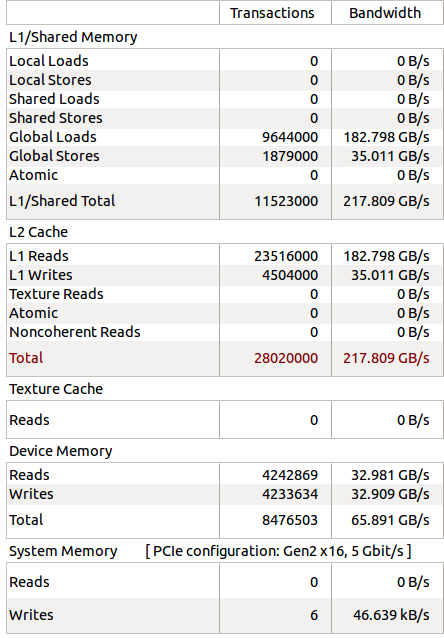 Transactions Bandwidth
L1/Shared Memory
Local Loads 0 0 B/s
Local Stores 0 0 B/s
Shared Loads 0 0 B/s
Shared Stores 0 0 B/s
Global Loads 9644000 182.798 GB/s
Global Stores 1879000 35.011 GB/s
Atomic 0 0 B/s
L1/Shared Total 11523000 217.809 GB/s
L2 Cache
L1 Reads 23516000 182.798 GB/s
L1 Writes 4504000 35.011 GB/s
Texture Reads 0 0 B/s
Atomic 0 0 B/s
Noncoherent Reads 0 0 B/s
Total 28020000 217.809 GB/s
Texture Cache
Reads 0 0 B/s
Device Memory
Reads 4242869 32.981 GB/s
Writes 4233634 32.909 GB/s
Total 8476503 65.891 GB/s
System Memory [ PCIe configuration: Gen2 x16, 5 Gbit/s ]
Reads 0 0 B/s
Writes 6 46.639 kB/s